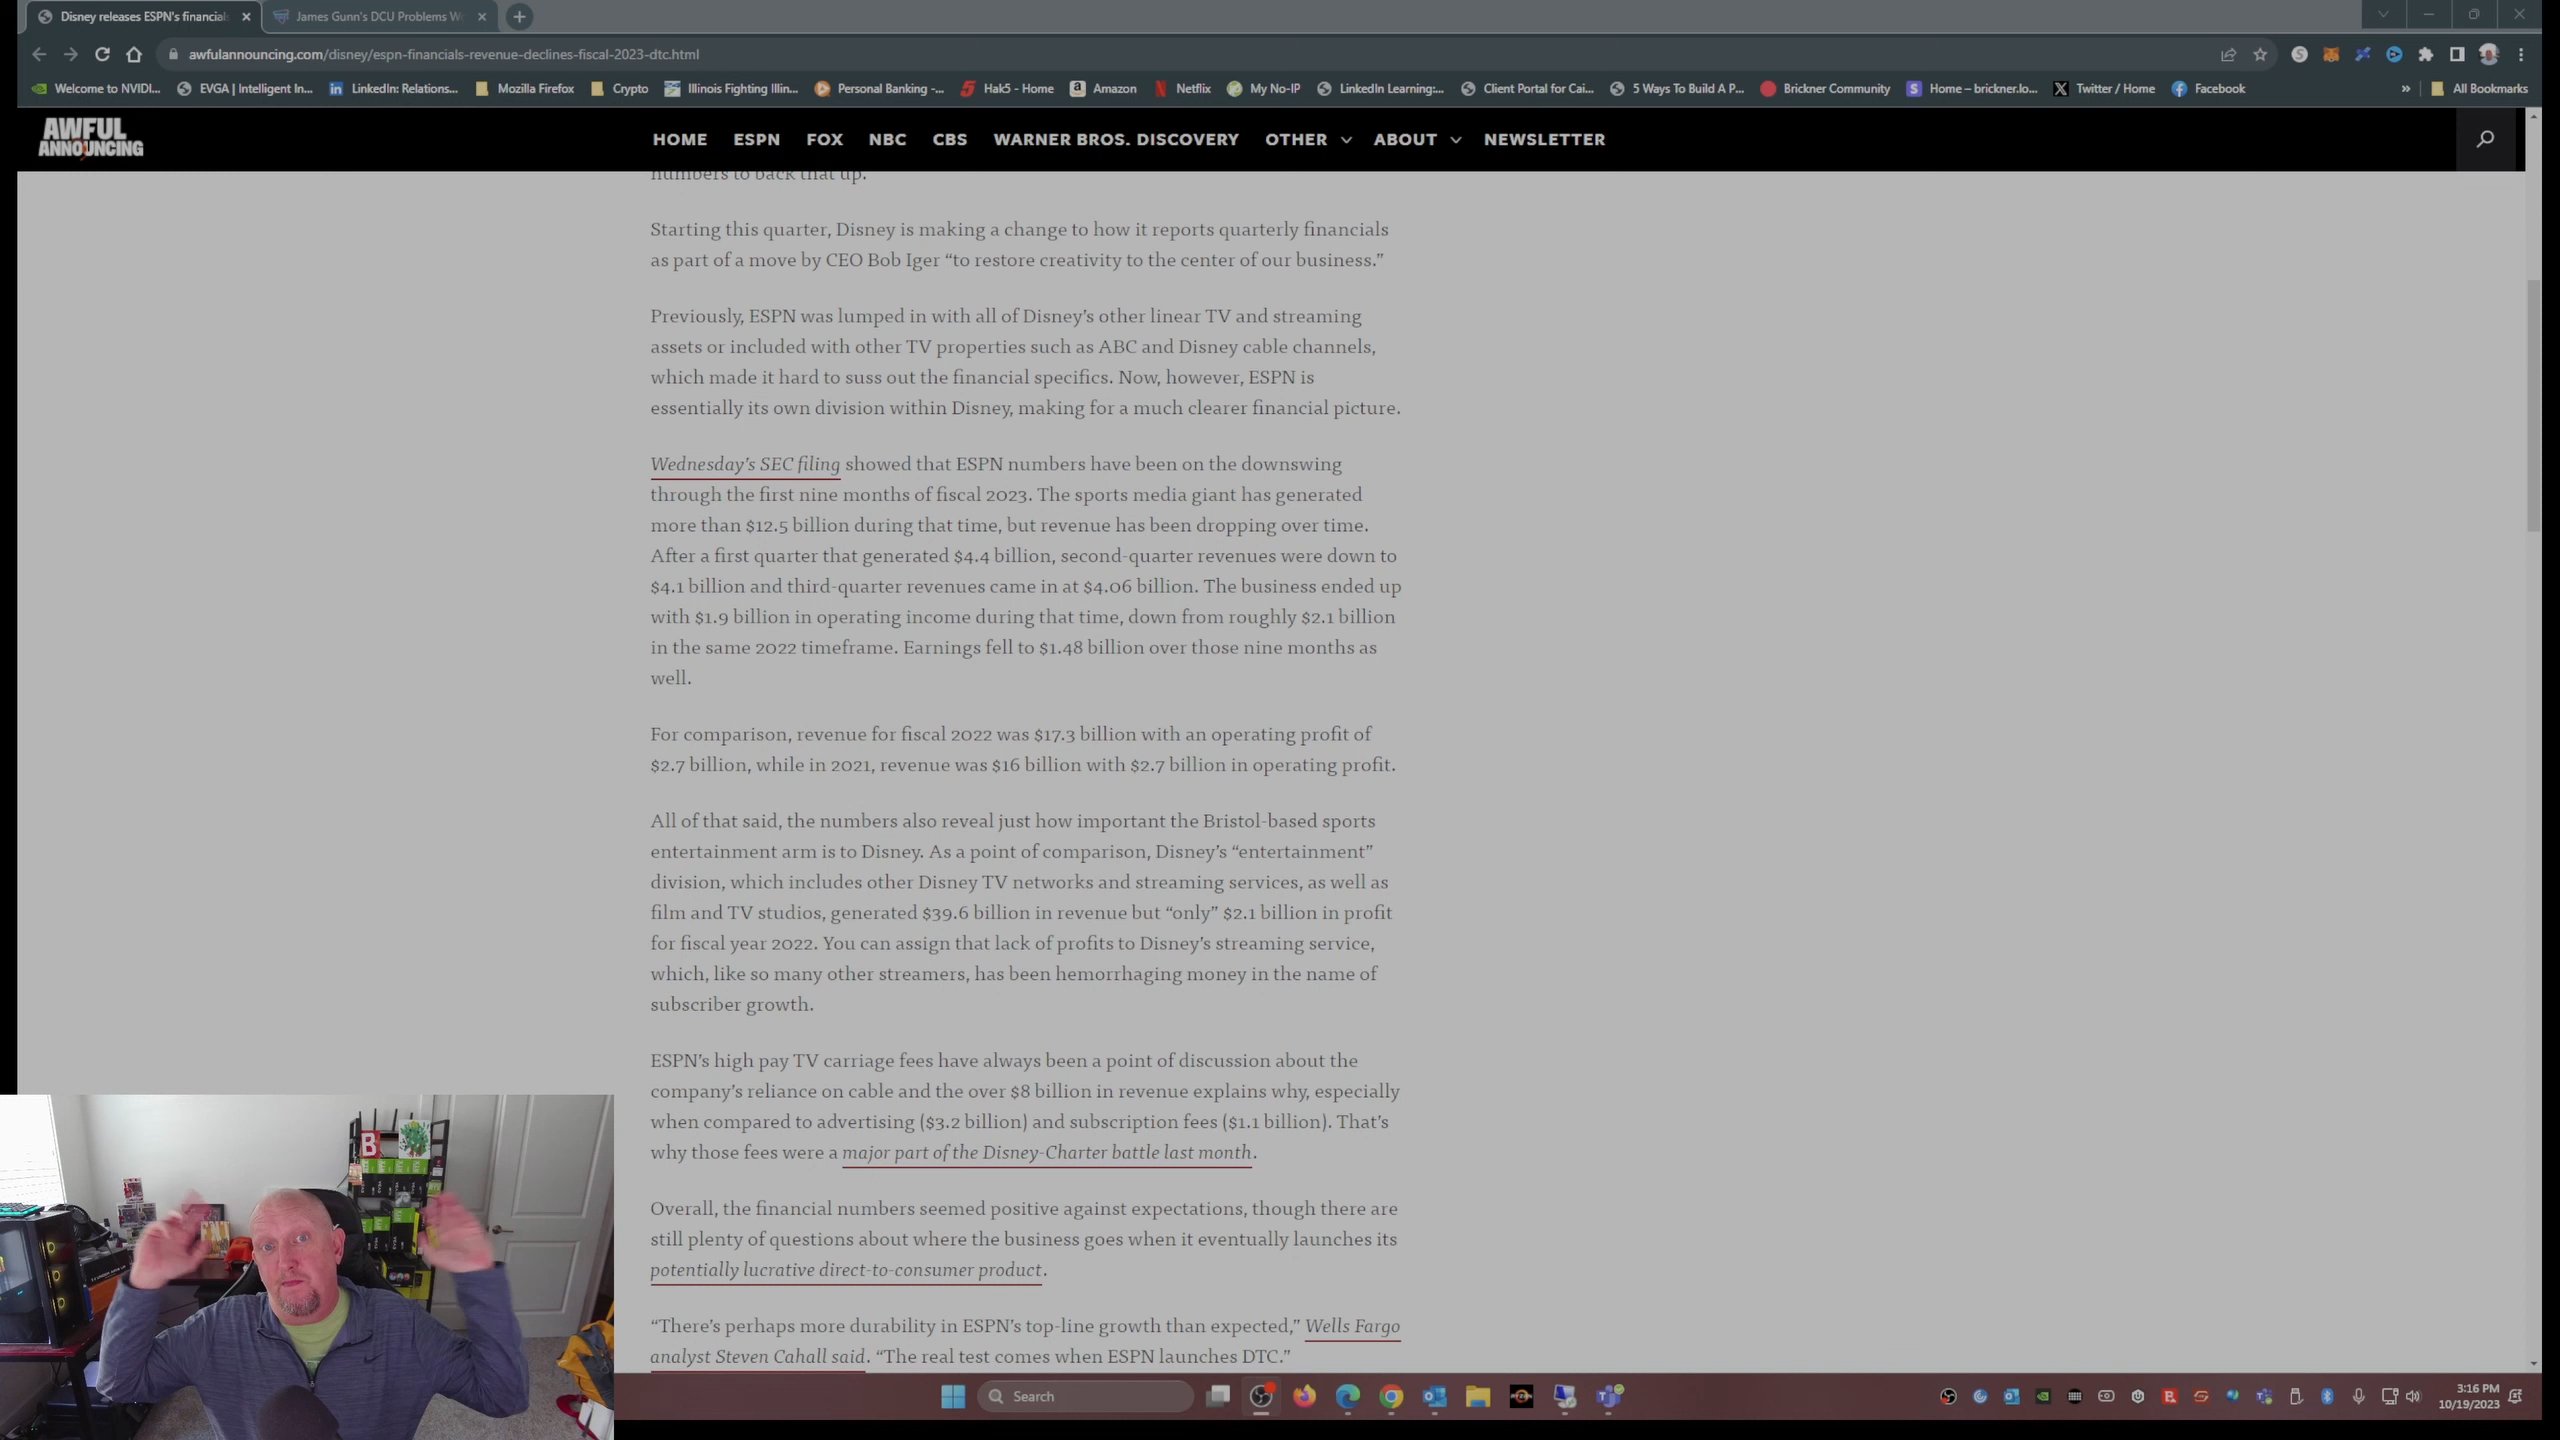 Disney releases ESPN's financial
James Gunn's DCU Problems Wo
awfulannouncing.com/disney/espn-financials-revenue-declines-fiscal-2023-dtc.html
Welcome to NVIDI... EVGA | Intelligent In... LinkedIn: Relations... Mozilla Firefox Crypto Illinois Fighting Illin... Personal Banking -... Hak5 - Home Amazon Netflix My No-IP LinkedIn Learning:... Client Portal for Cai... 5 Ways To Build A P... Brickner Community Home – brickner.lo... Twitter / Home Facebook » All Bookmarks
AWFUL
ANNOUNCING
HOME ESPN FOX NBC CBS WARNER BROS. DISCOVERY OTHER ABOUT NEWSLETTER
numbers to back that up.
Starting this quarter, Disney is making a change to how it reports quarterly financials
as part of a move by CEO Bob Iger “to restore creativity to the center of our business.”
Previously, ESPN was lumped in with all of Disney’s other linear TV and streaming
assets or included with other TV properties such as ABC and Disney cable channels,
which made it hard to suss out the financial specifics. Now, however, ESPN is
essentially its own division within Disney, making for a much clearer financial picture.
Wednesday’s SEC filing showed that ESPN numbers have been on the downswing
through the first nine months of fiscal 2023. The sports media giant has generated
more than $12.5 billion during that time, but revenue has been dropping over time.
After a first quarter that generated $4.4 billion, second-quarter revenues were down to
$4.1 billion and third-quarter revenues came in at $4.06 billion. The business ended up
with $1.9 billion in operating income during that time, down from roughly $2.1 billion
in the same 2022 timeframe. Earnings fell to $1.48 billion over those nine months as
well.
For comparison, revenue for fiscal 2022 was $17.3 billion with an operating profit of
$2.7 billion, while in 2021, revenue was $16 billion with $2.7 billion in operating profit.
All of that said, the numbers also reveal just how important the Bristol-based sports
entertainment arm is to Disney. As a point of comparison, Disney’s “entertainment”
division, which includes other Disney TV networks and streaming services, as well as
film and TV studios, generated $39.6 billion in revenue but “only” $2.1 billion in profit
for fiscal year 2022. You can assign that lack of profits to Disney’s streaming service,
which, like so many other streamers, has been hemorrhaging money in the name of
subscriber growth.
ESPN’s high pay TV carriage fees have always been a point of discussion about the
company’s reliance on cable and the over $8 billion in revenue explains why, especially
when compared to advertising ($3.2 billion) and subscription fees ($1.1 billion). That’s
why those fees were a major part of the Disney-Charter battle last month.
Overall, the financial numbers seemed positive against expectations, though there are
still plenty of questions about where the business goes when it eventually launches its
potentially lucrative direct-to-consumer product.
“There’s perhaps more durability in ESPN’s top-line growth than expected,” Wells Fargo
analyst Steven Cahall said. “The real test comes when ESPN launches DTC.”
B
Search
3:16 PM
10/19/2023